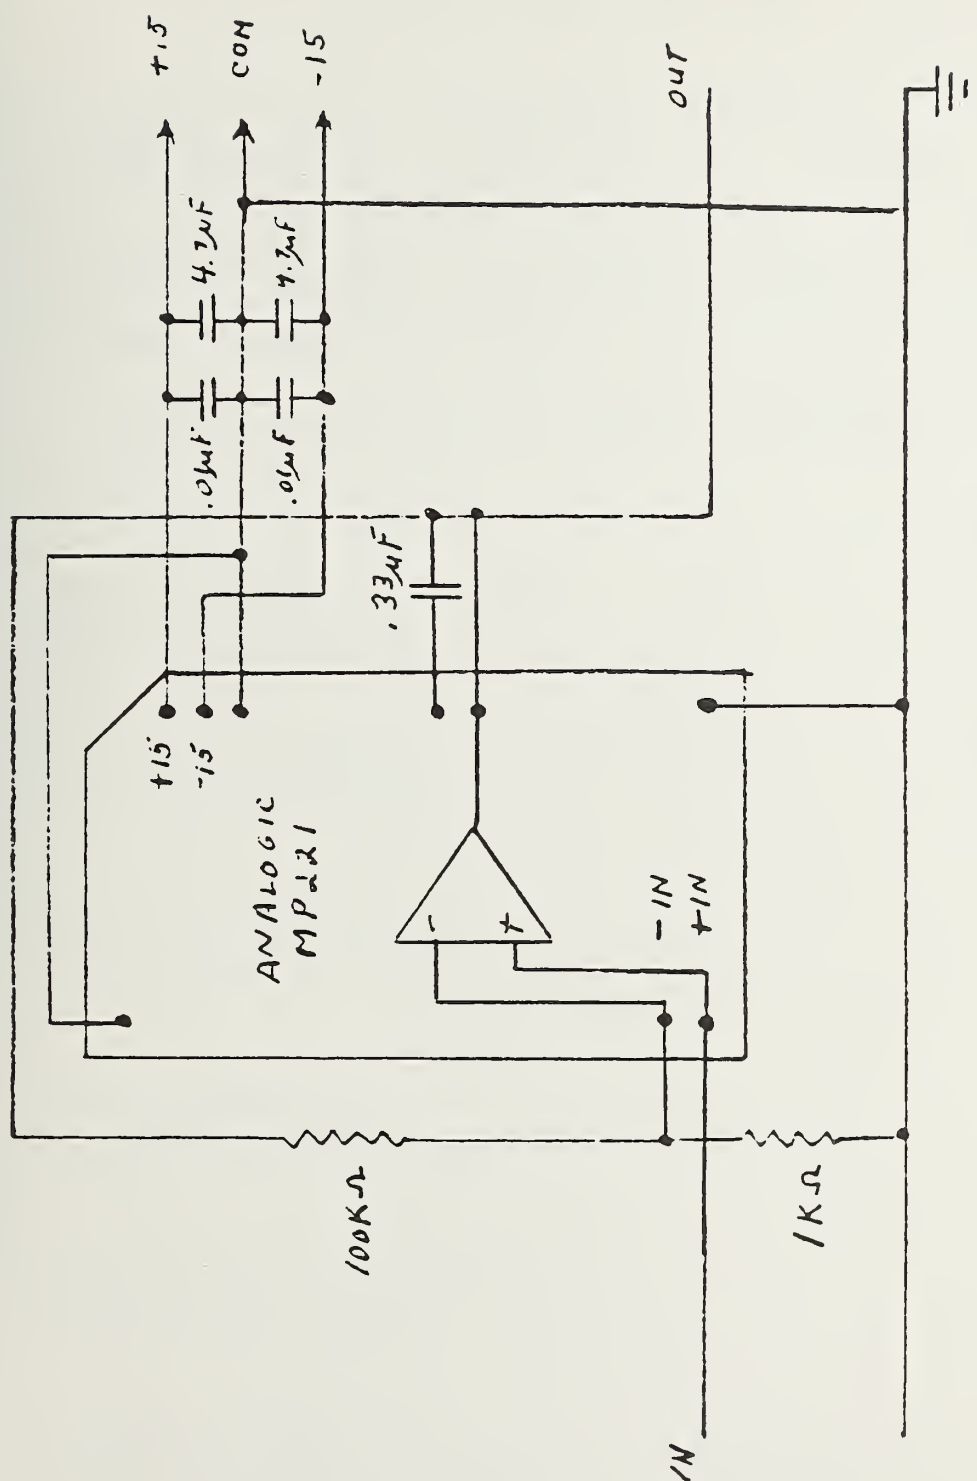 +15
COM
-15
4.7µF
4.7µF
.01µF
.01µF
OUT
.33µF
+15
-15
ANALOGIC
MP221
-
+
-IN
+IN
100KΩ
1KΩ
IN